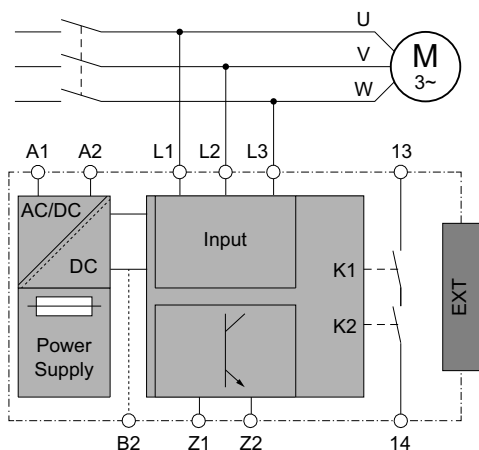 U
V
W
M
3~
A1
A2
L1
L2
L3
13
AC/DC
DC
Input
K1
K2
EXT
Power
Supply
B2
Z1
Z2
14